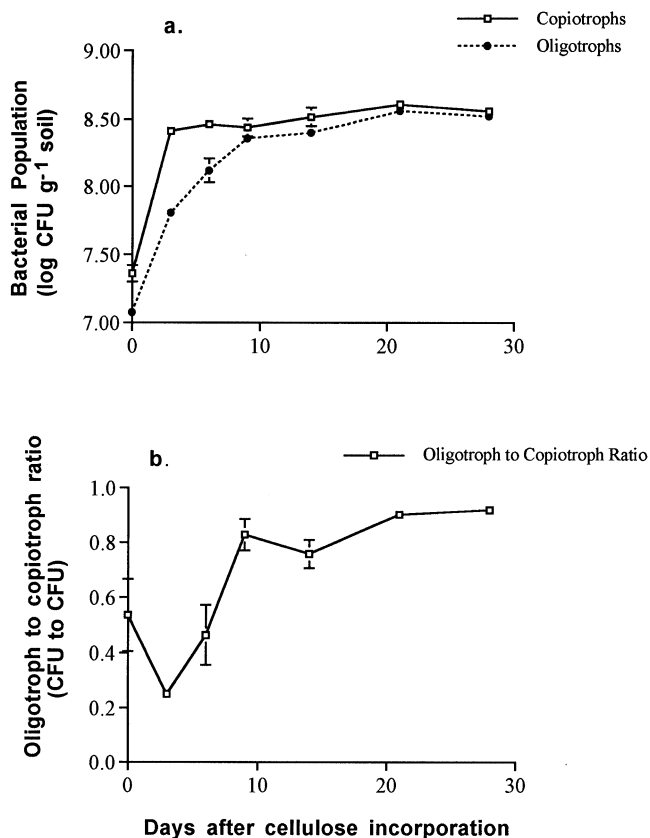 a.
Copiotrophs
Oligotrophs
9.00
8.50
8.00
7.50
7.00
0
10
20
30
Bacterial Population
(log CFU g-1 soil)
b.
Oligotroph to Copiotroph Ratio
1.0
0.8
0.6
0.4
0.2
0.0
0
10
20
30
Oligotroph to copiotroph ratio
(CFU to CFU)
Days after cellulose incorporation